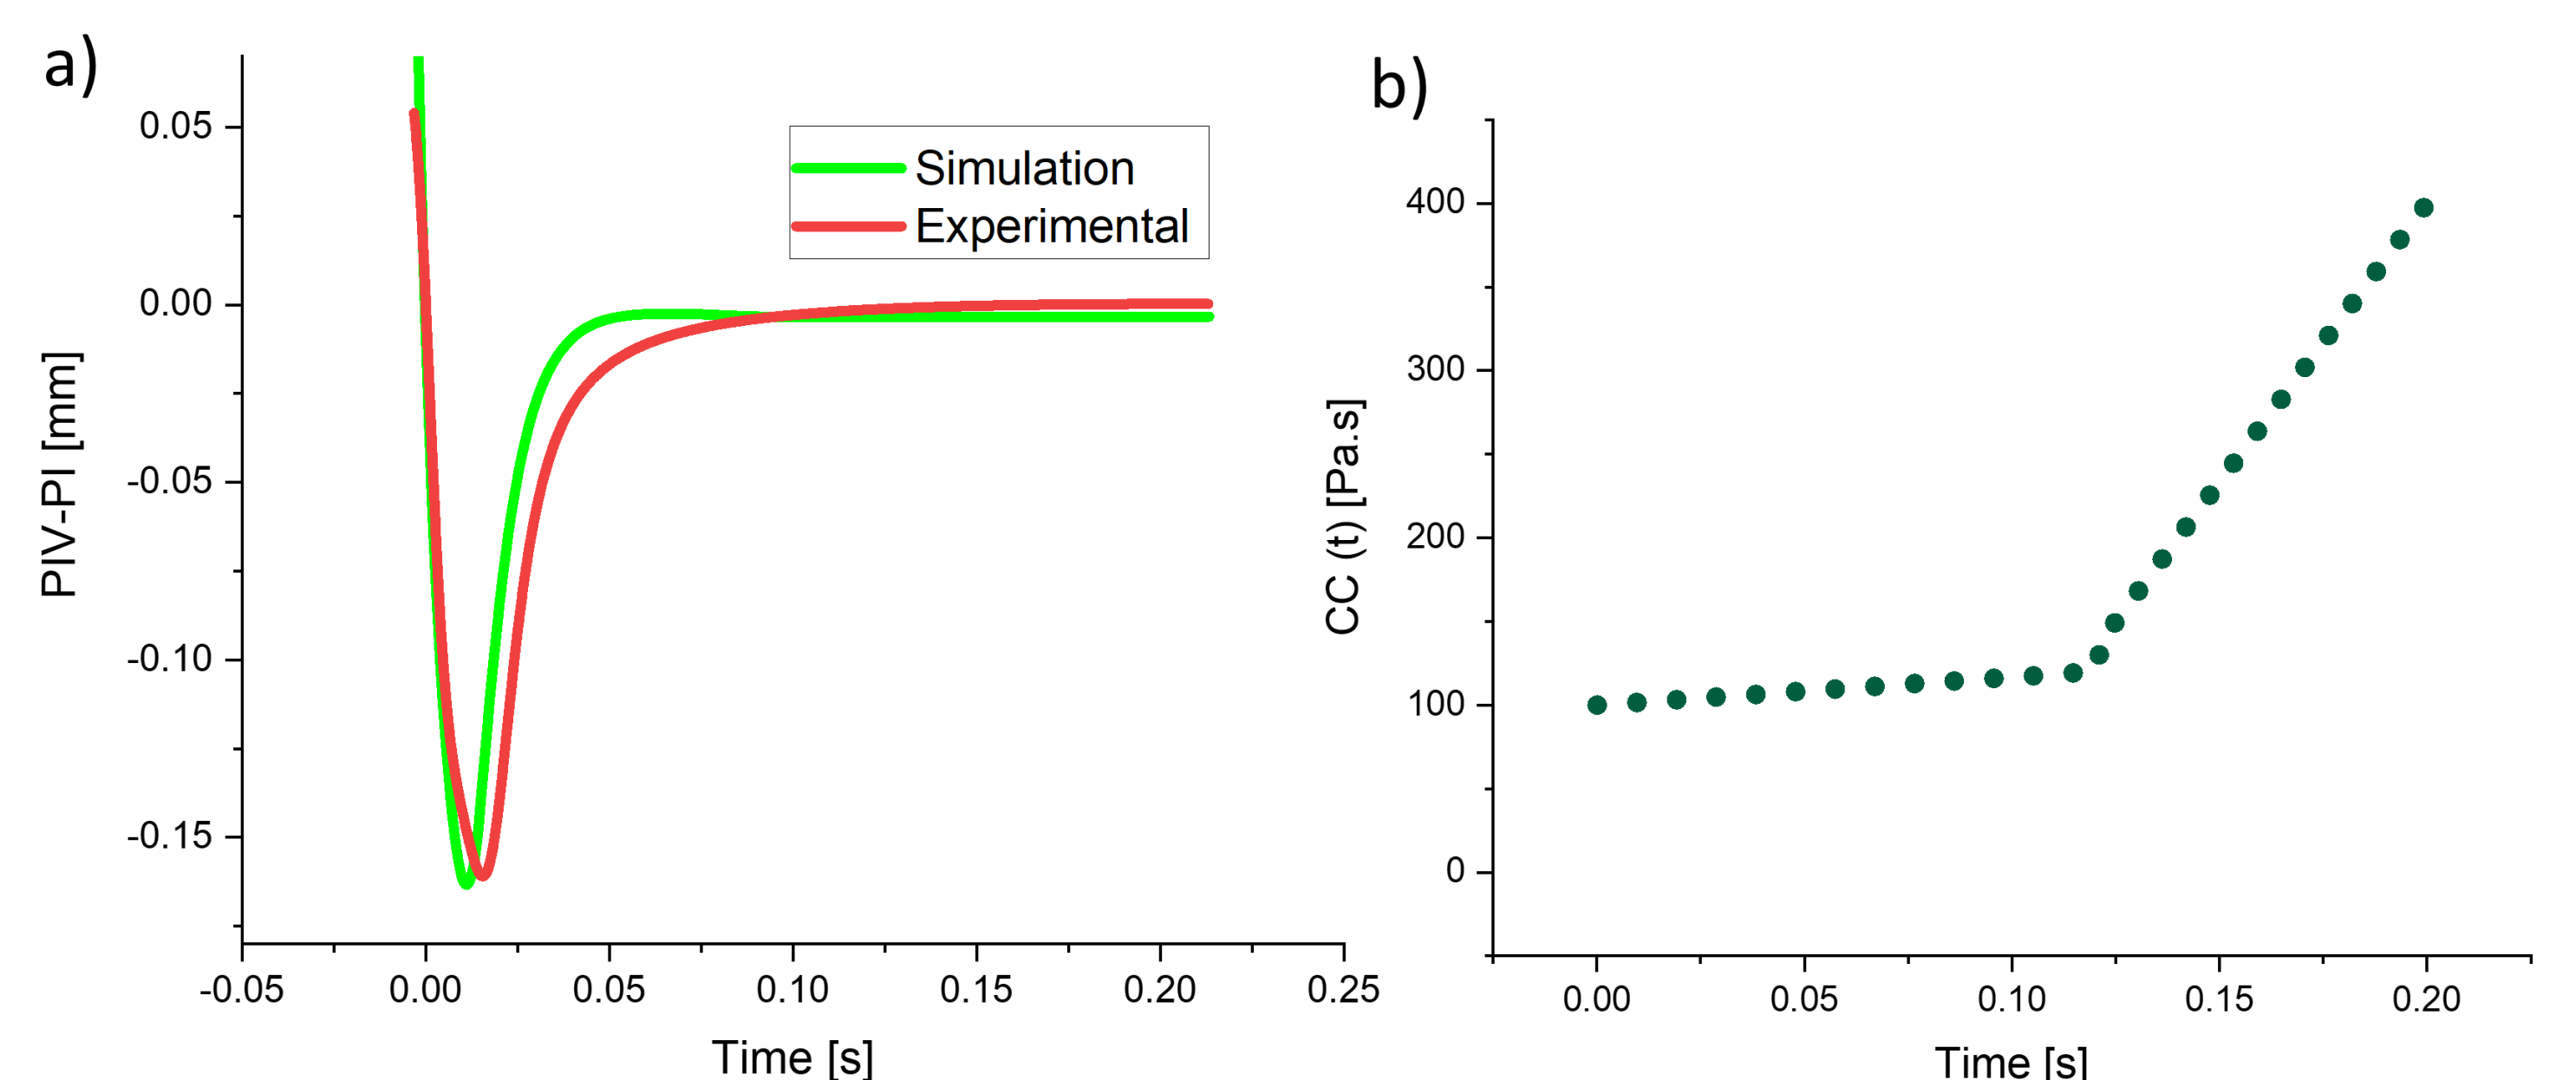 a)
0.05
0.00
-0.05
-0.10
-0.15
PIV-PI [mm]
-0.05 0.00 0.05 0.10 0.15 0.20 0.25
Time [s]
Simulation
Experimental
b)
400
300
200
100
0
CC (t) [Pa.s]
0.00 0.05 0.10 0.15 0.20
Time [s]